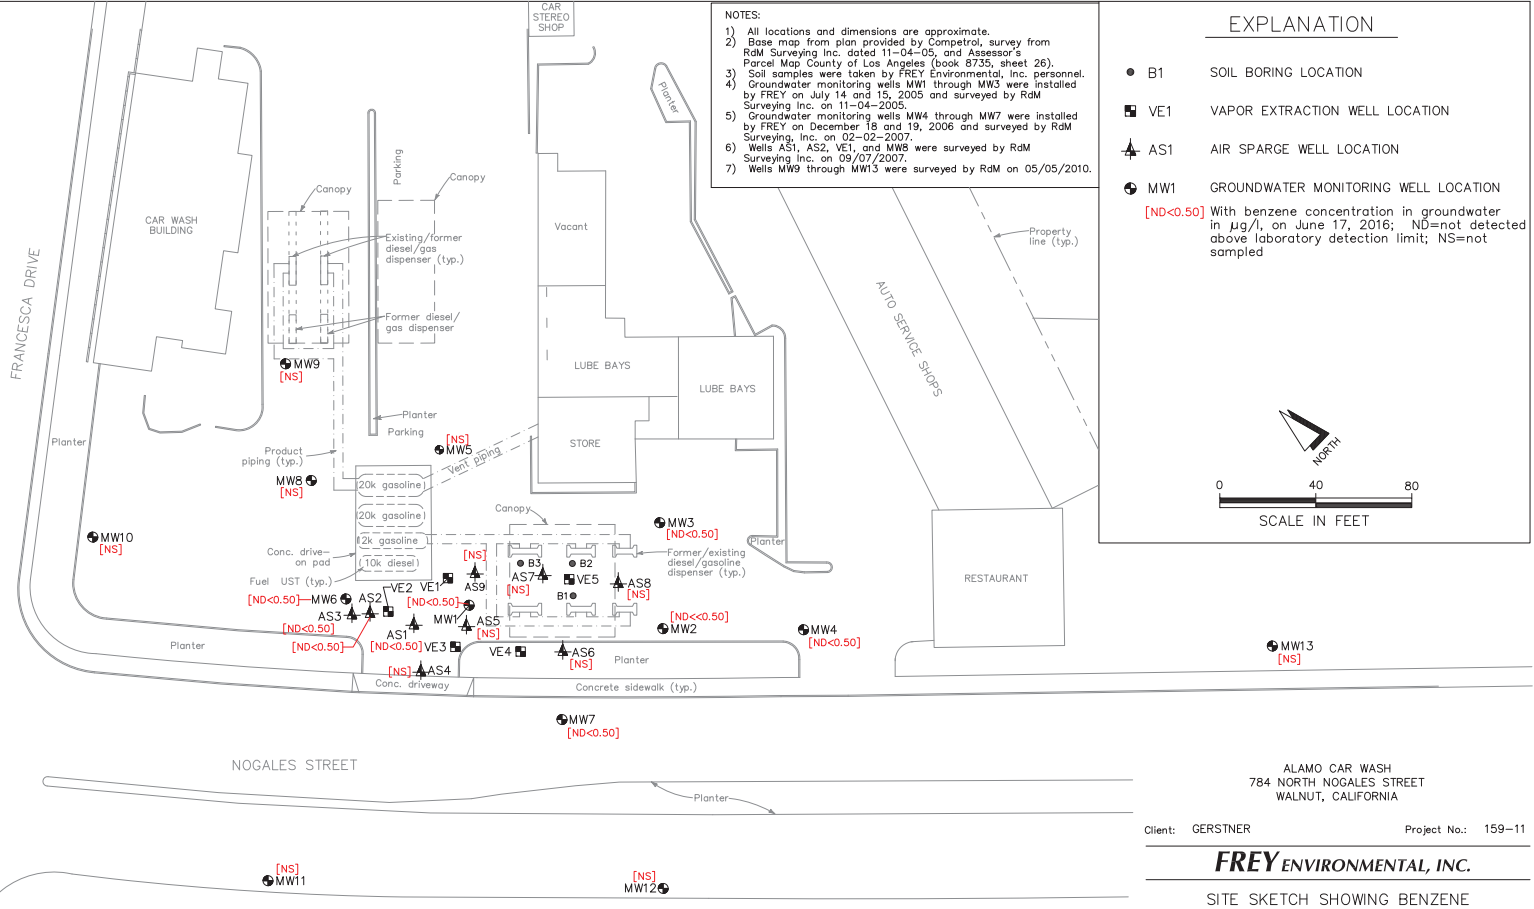 CAR
STEREO
SHOP
NOTES:
1) All locations and dimensions are approximate.
2) Base map from plan provided by Competrol, survey from
RdM Surveying Inc. dated 11-04-05, and Assessor's
Parcel Map County of Los Angeles (book 8735, sheet 26).
3) Soil samples were taken by FREY Environmental, Inc. personnel.
4) Groundwater monitoring wells MW1 through MW3 were installed
by FREY on July 14 and 15, 2005 and surveyed by RdM
Surveying Inc. on 11-04-2005.
5) Groundwater monitoring wells MW4 through MW7 were installed
by FREY on December 18 and 19, 2006 and surveyed by RdM
Surveying, Inc. on 02-02-2007.
6) Wells AS1, AS2, VE1, and MW8 were surveyed by RdM
Surveying Inc. on 09/07/2007.
7) Wells MW9 through MW13 were surveyed by RdM on 05/05/2010.
EXPLANATION
B1 SOIL BORING LOCATION
VE1 VAPOR EXTRACTION WELL LOCATION
AS1 AIR SPARGE WELL LOCATION
MW1 GROUNDWATER MONITORING WELL LOCATION
[ND<0.50] With benzene concentration in groundwater
in µg/l, on June 17, 2016; ND=not detected
above laboratory detection limit; NS=not
sampled
NORTH
0 40 80
SCALE IN FEET
Planter
Parking
Canopy
Canopy
CAR WASH
BUILDING
Existing/former
diesel/gas
dispenser (typ.)
Former diesel/
gas dispenser
FRANCESCA DRIVE
Vacant
Property
line (typ.)
AUTO SERVICE SHOPS
LUBE BAYS
LUBE BAYS
STORE
MW9
[NS]
Planter
Parking
Planter
Product
piping (typ.)
[NS]
MW5
Vent piping
MW8
[NS]
20k gasoline
20k gasoline
12k gasoline
10k diesel
MW10
[NS]
Conc. drive-
on pad
Fuel UST (typ.)
Canopy
MW3
[ND<0.50]
Planter
Former/existing
diesel/gasoline
dispenser (typ.)
RESTAURANT
[NS]
AS9
B3
B2
AS7
[NS]
VE5
B1
AS8
[NS]
VE2
VE1
[ND<0.50]
MW6
AS2
AS3
[ND<0.50]
[ND<0.50]
[ND<0.50]
MW1
AS5
[NS]
AS1
[ND<0.50]
VE3
VE4
AS6
[NS]
[NS]
AS4
[ND<<0.50]
MW2
MW4
[ND<0.50]
MW13
[NS]
Planter
Planter
Conc. driveway
Concrete sidewalk (typ.)
MW7
[ND<0.50]
NOGALES STREET
Planter
[NS]
MW11
[NS]
MW12
ALAMO CAR WASH
784 NORTH NOGALES STREET
WALNUT, CALIFORNIA
Client: GERSTNER Project No.: 159-11
FREY ENVIRONMENTAL, INC.
SITE SKETCH SHOWING BENZENE